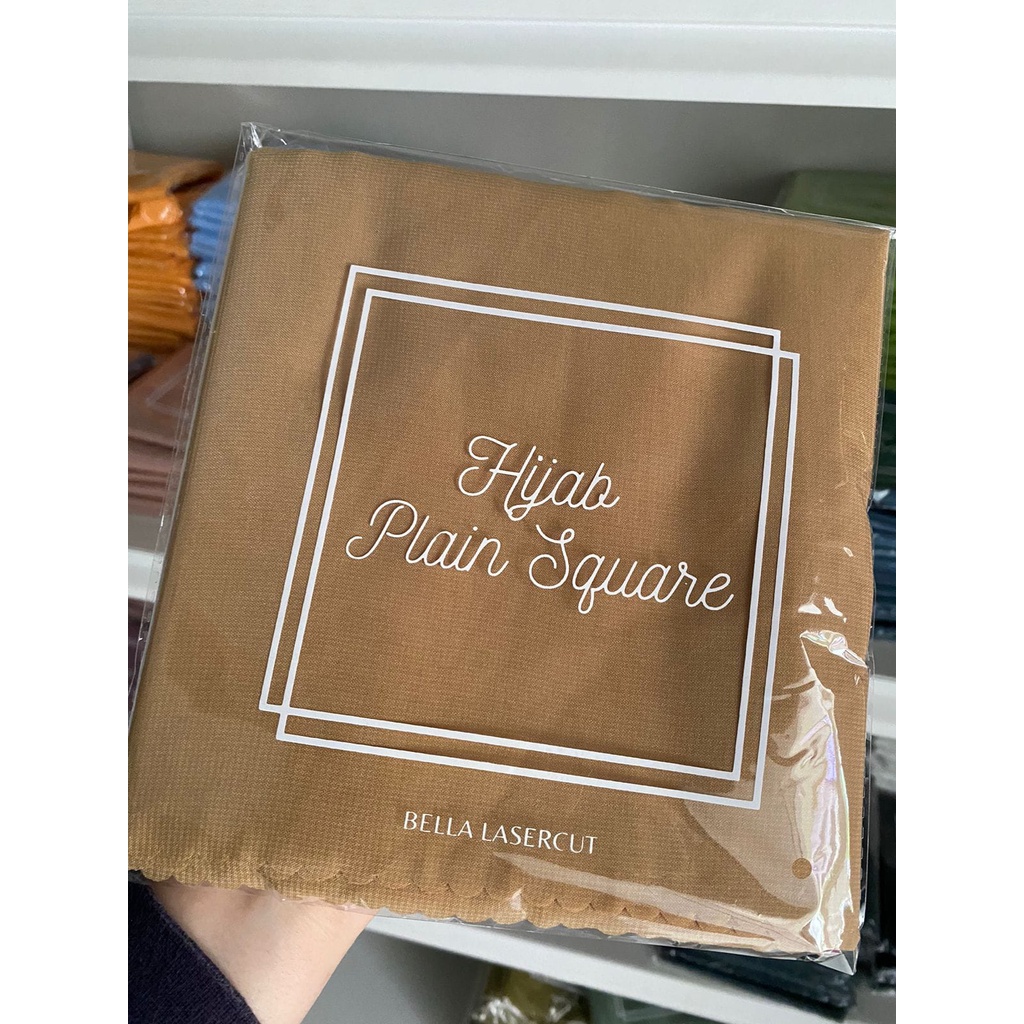 Hijab
Plain Square
BELLA LASERCUT